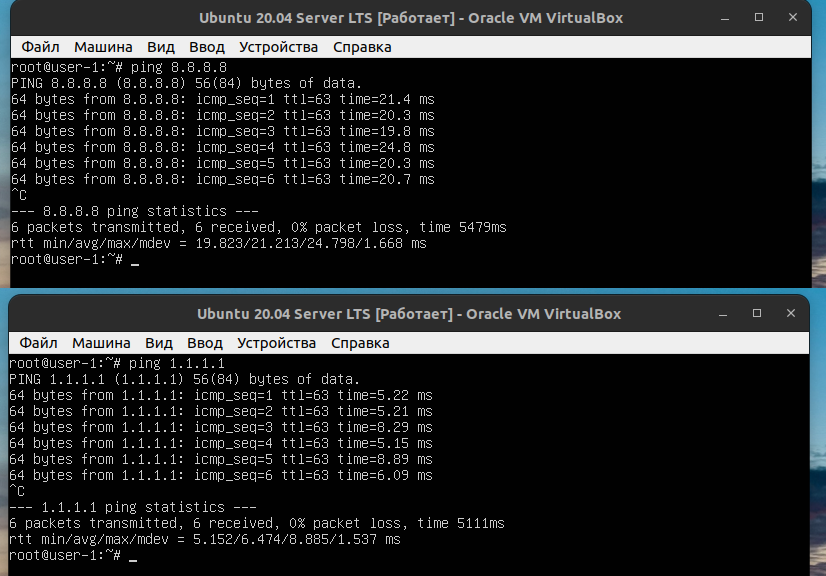 Ubuntu 20.04 Server LTS [Работает] - Oracle VM VirtualBox
Файл Машина Вид Ввод Устройства Справка
root@user-1:~# ping 8.8.8.8
PING 8.8.8.8 (8.8.8.8) 56(84) bytes of data.
64 bytes from 8.8.8.8: icmp_seq=1 ttl=63 time=21.4 ms
64 bytes from 8.8.8.8: icmp_seq=2 ttl=63 time=20.3 ms
64 bytes from 8.8.8.8: icmp_seq=3 ttl=63 time=19.8 ms
64 bytes from 8.8.8.8: icmp_seq=4 ttl=63 time=24.8 ms
64 bytes from 8.8.8.8: icmp_seq=5 ttl=63 time=20.3 ms
64 bytes from 8.8.8.8: icmp_seq=6 ttl=63 time=20.7 ms
^C
--- 8.8.8.8 ping statistics ---
6 packets transmitted, 6 received, 0% packet loss, time 5479ms
rtt min/avg/max/mdev = 19.823/21.213/24.798/1.668 ms
root@user-1:~# _
Ubuntu 20.04 Server LTS [Работает] - Oracle VM VirtualBox
Файл Машина Вид Ввод Устройства Справка
root@user-1:~# ping 1.1.1.1
PING 1.1.1.1 (1.1.1.1) 56(84) bytes of data.
64 bytes from 1.1.1.1: icmp_seq=1 ttl=63 time=5.22 ms
64 bytes from 1.1.1.1: icmp_seq=2 ttl=63 time=5.21 ms
64 bytes from 1.1.1.1: icmp_seq=3 ttl=63 time=8.29 ms
64 bytes from 1.1.1.1: icmp_seq=4 ttl=63 time=5.15 ms
64 bytes from 1.1.1.1: icmp_seq=5 ttl=63 time=8.89 ms
64 bytes from 1.1.1.1: icmp_seq=6 ttl=63 time=6.09 ms
^C
--- 1.1.1.1 ping statistics ---
6 packets transmitted, 6 received, 0% packet loss, time 5111ms
rtt min/avg/max/mdev = 5.152/6.474/8.885/1.537 ms
root@user-1:~# _